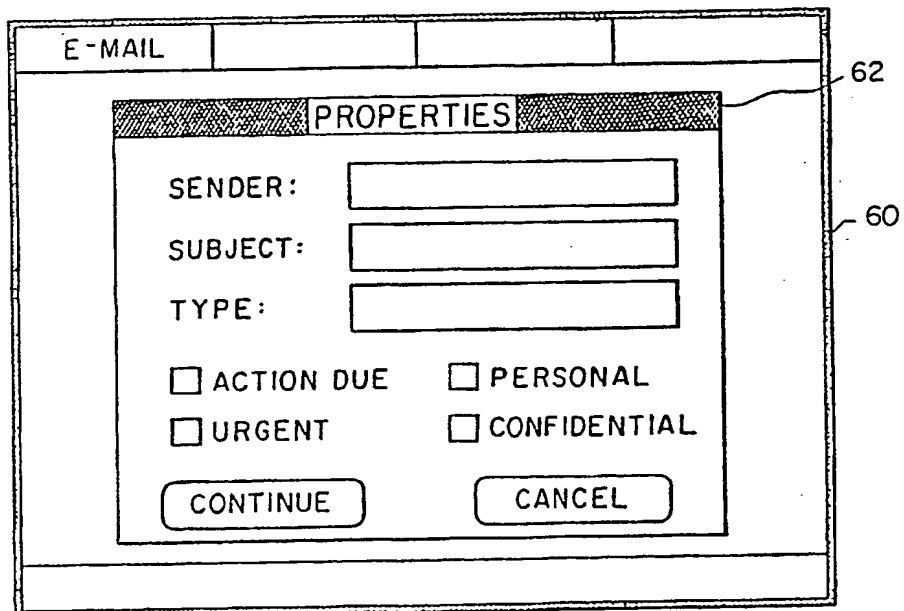 E-MAIL
62
PROPERTIES
SENDER:
60
SUBJECT:
TYPE:
ACTION DUE PERSONAL
URGENT CONFIDENTIAL
CONTINUE CANCEL